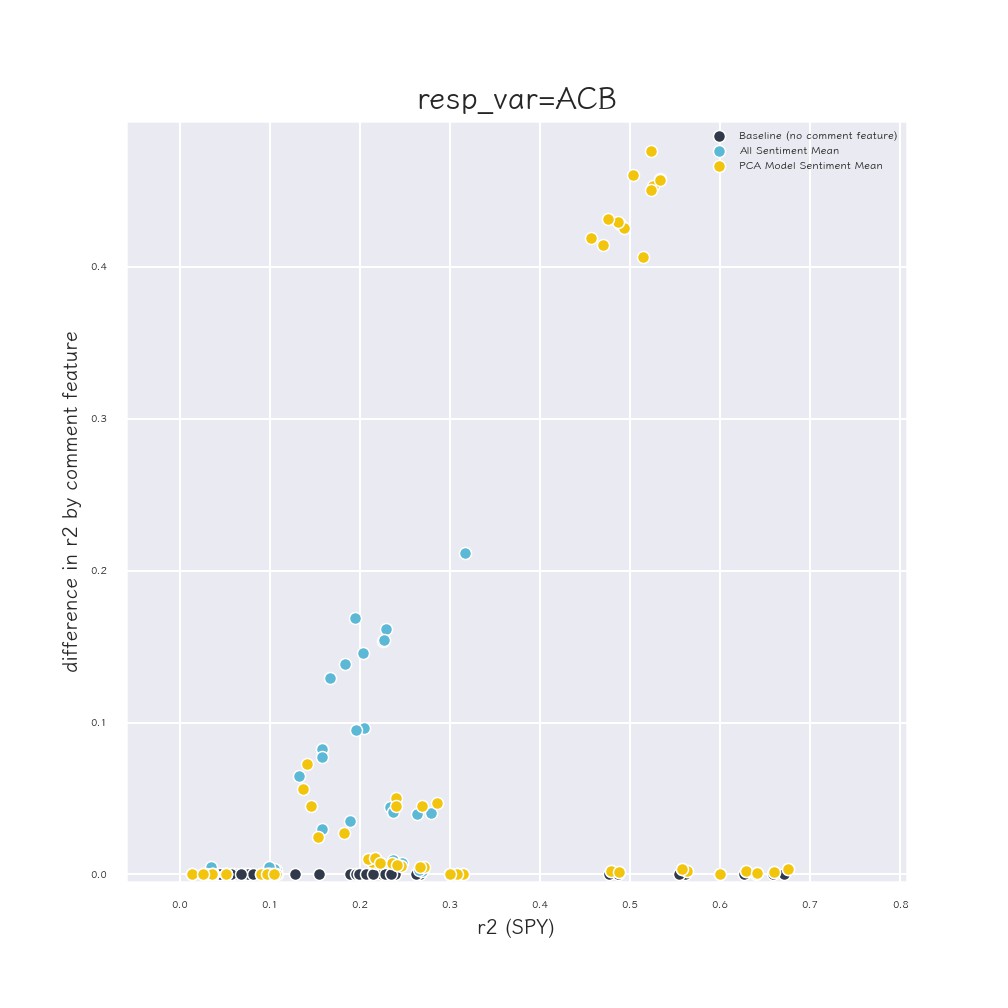 resp_var=ACB
Baseline (no comment feature)
All Sentiment Mean
PCA Model Sentiment Mean
difference in r2 by comment feature
0.4
0.3
0.2
0.1
0.0
0.0 0.1 0.2 0.3 0.4 0.5 0.6 0.7 0.8
r2 (SPY)